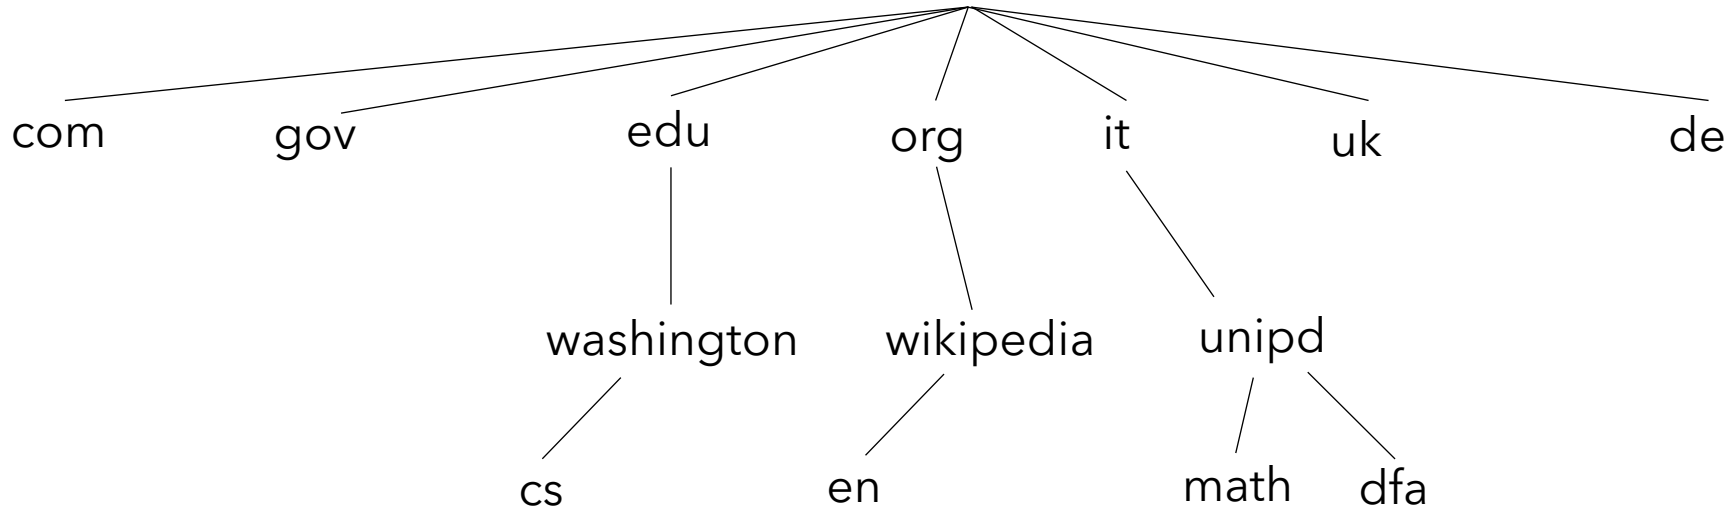 com gov edu org it uk de
washington wikipedia unipd
cs en math dfa